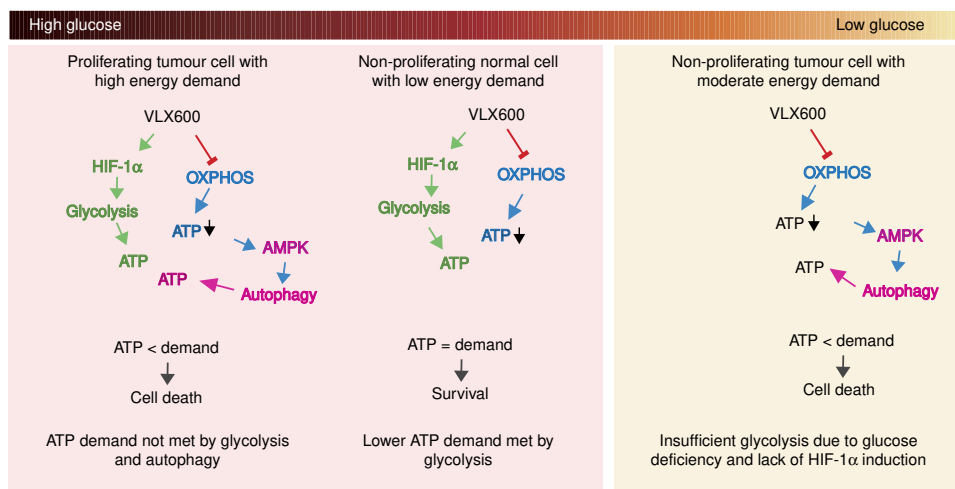 High glucose
Low glucose
Proliferating tumour cell with
high energy demand
VLX600
HIF-1α
OXPHOS
Glycolysis
ATP
ATP
AMPK
ATP
Autophagy
ATP < demand
Cell death
ATP demand not met by glycolysis
and autophagy
Non-proliferating normal cell
with low energy demand
VLX600
HIF-1α
OXPHOS
Glycolysis
ATP
ATP
ATP = demand
Survival
Lower ATP demand met by
glycolysis
Non-proliferating tumour cell with
moderate energy demand
VLX600
OXPHOS
ATP
AMPK
ATP
Autophagy
ATP < demand
Cell death
Insufficient glycolysis due to glucose
deficiency and lack of HIF-1α induction